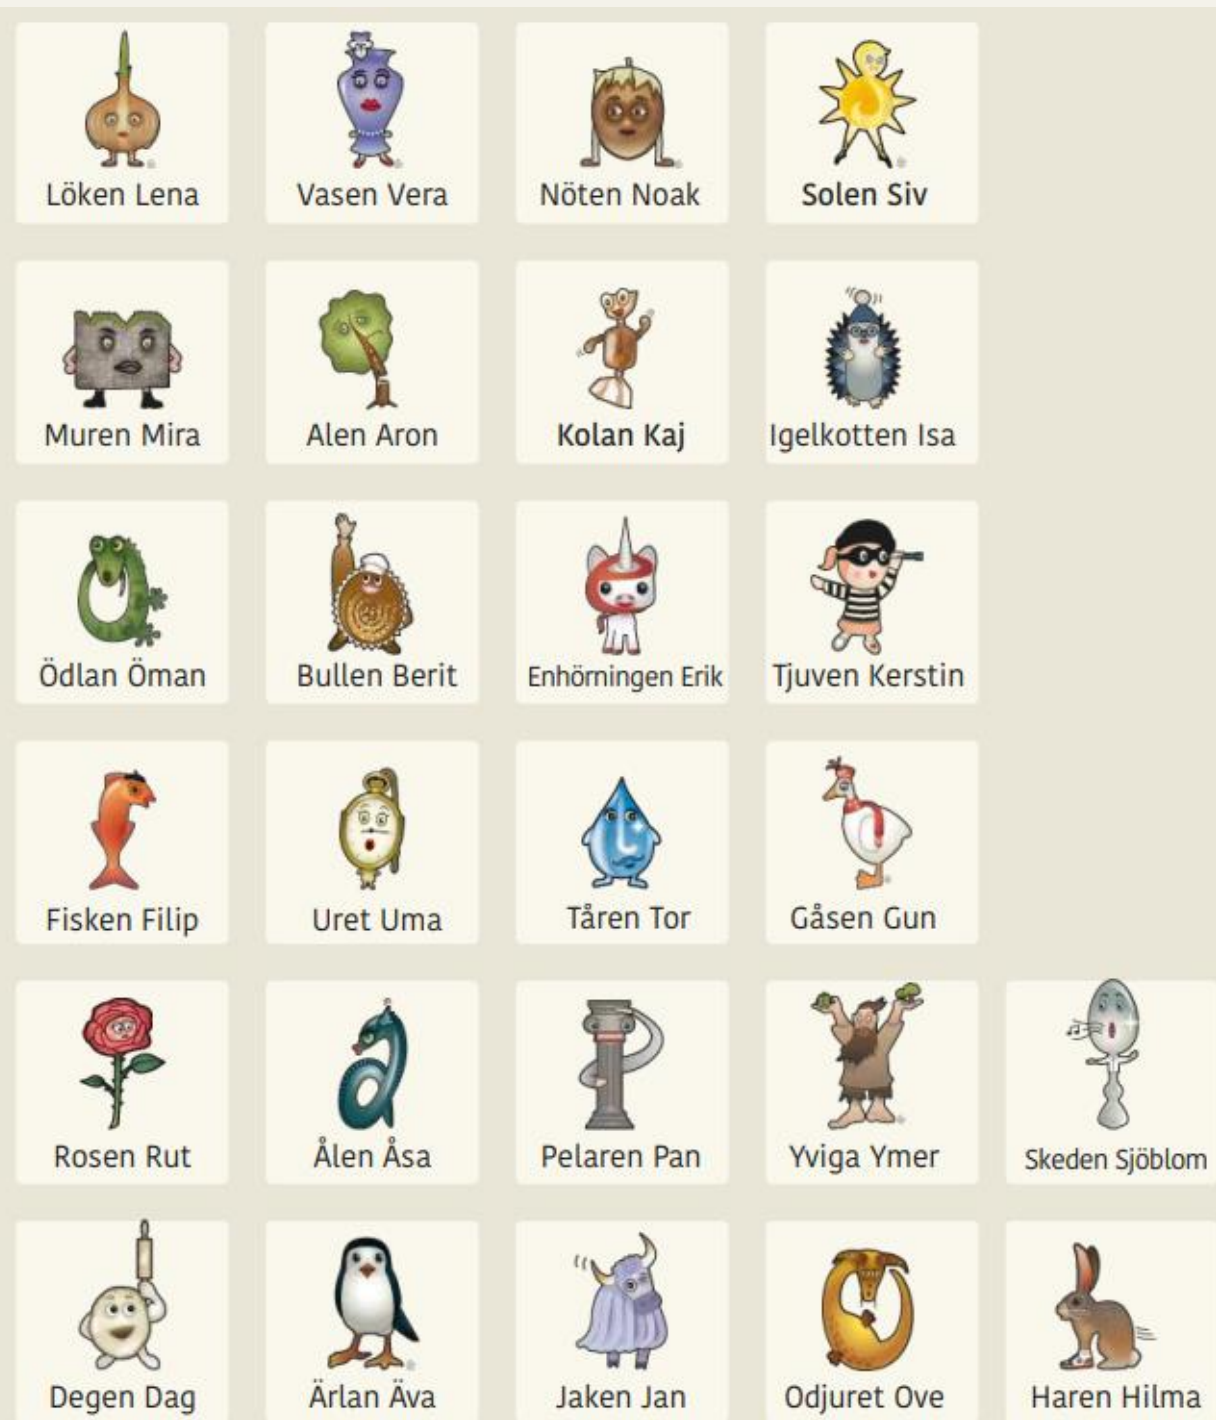 Löken Lena
Vasen Vera
Nöten Noak
Solen Siv
Muren Mira
Alen Aron
Kolan Kaj
Igelkotten Isa
Ödlan Öman
Bullen Berit
Enhörningen Erik
Tjuven Kerstin
Fisken Filip
Uret Uma
Tåren Tor
Gåsen Gun
Rosen Rut
Ålen Åsa
Pelaren Pan
Yviga Ymer
Skeden Sjöblom
Degen Dag
Ärlan Äva
Jaken Jan
Odjuret Ove
Haren Hilma